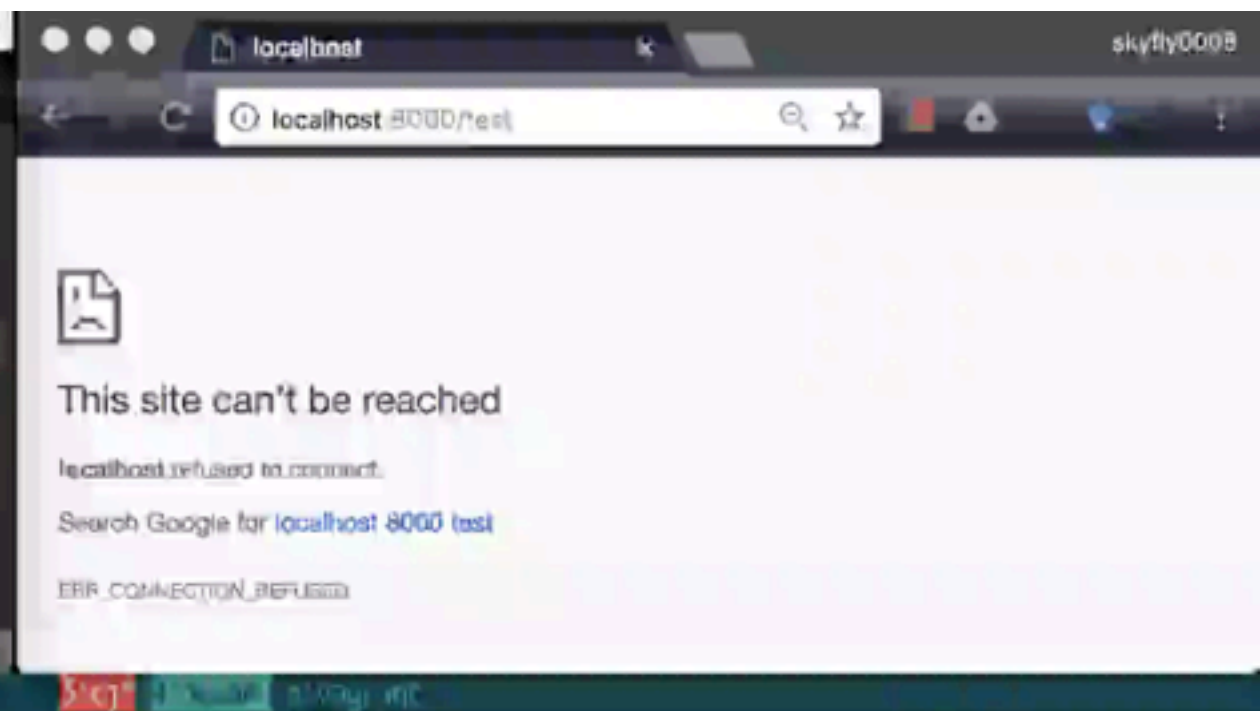 localhost
skyfly0008
localhost:8000/test
This site can't be reached
localhost refused to connect.
Search Google for localhost 8000 test
ERR_CONNECTION_REFUSED